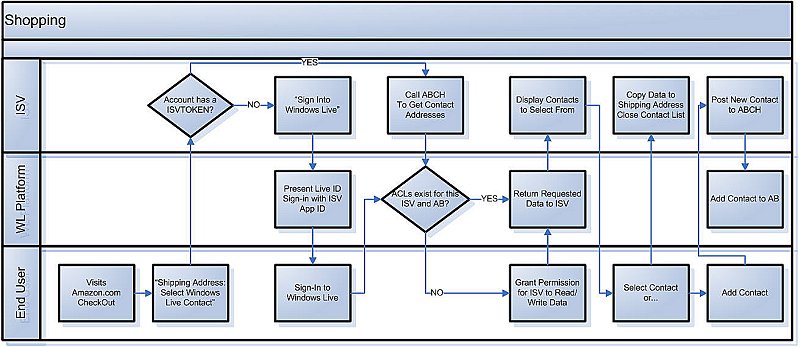 Shopping
ISV
YES
Account has a
ISVTOKEN?
NO
"Sign Into
Windows Live"
Call ABCH
To Get Contact
Addresses
Display Contacts
to Select From
Copy Data to
Shipping Address
Close Contact List
Post New Contact
to ABCH
WL Platform
Present Live ID
Sign-in with ISV
App ID
ACLs exist for this
ISV and AB?
YES
Return Requested
Data to ISV
Add Contact to AB
End User
Visits
Amazon.com
CheckOut
"Shipping Address:
Select Windows
Live Contact"
Sign-In to
Windows Live
NO
Grant Permission
for ISV to Read/
Write Data
Select Contact
or...
Add Contact